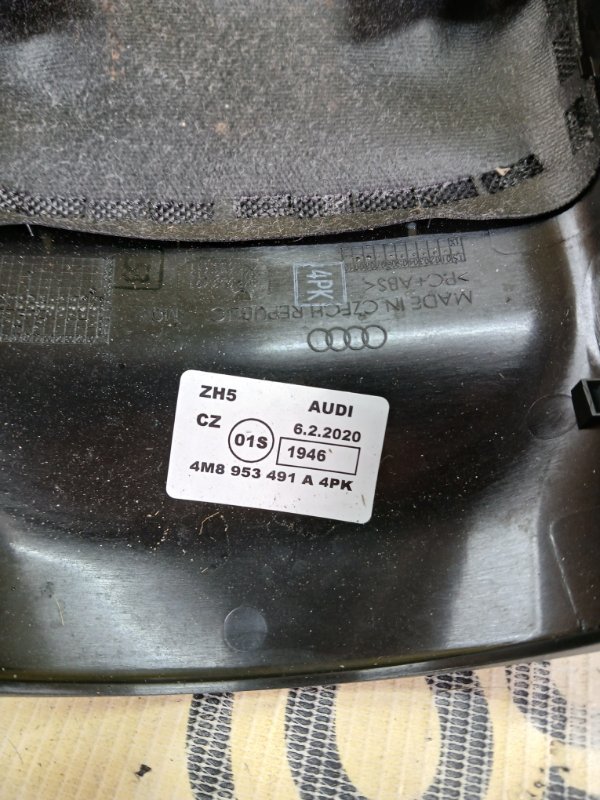 4PK
>PC+ABS<
MADE IN CZECH REPUBLIC
ZH5 AUDI
CZ 01S 6.2.2020
1946
4M8 953 491 A 4PK